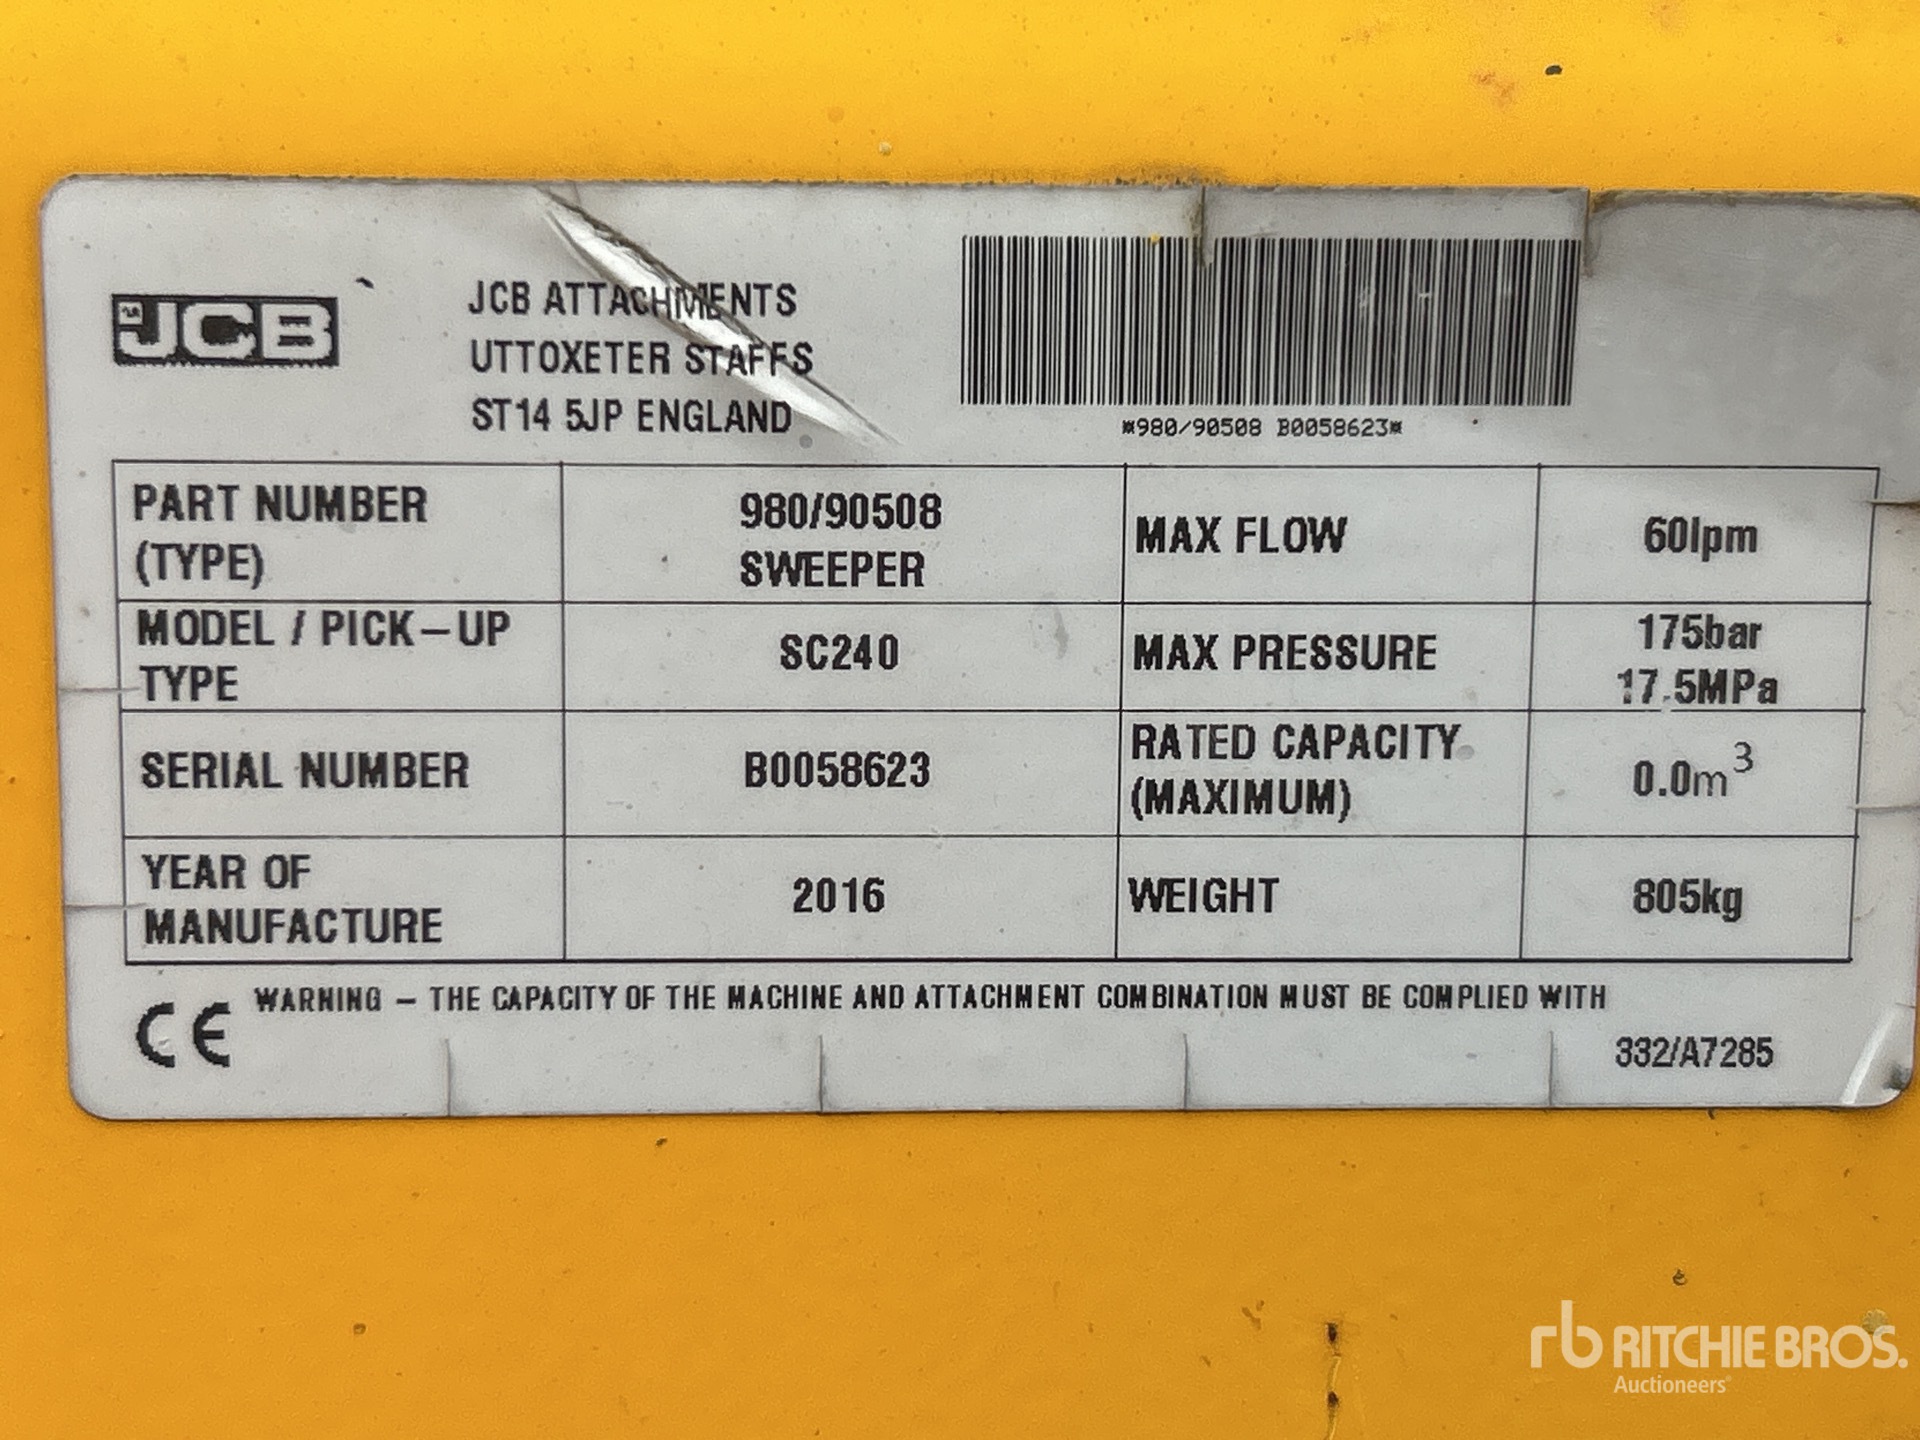 JCB
JCB ATTACHMENTS
UTTOXETER STAFFS
ST14 5JP ENGLAND
*980/90508 B0058623*
PART NUMBER
(TYPE)
980/90508
SWEEPER
MAX FLOW
60lpm
MODEL / PICK-UP
TYPE
SC240
MAX PRESSURE
175bar
17.5MPa
SERIAL NUMBER
B0058623
RATED CAPACITY
(MAXIMUM)
0.0m³
YEAR OF
MANUFACTURE
2016
WEIGHT
805kg
CE
WARNING - THE CAPACITY OF THE MACHINE AND ATTACHMENT COMBINATION MUST BE COMPLIED WITH
332/A7285
rb RITCHIE BROS.
Auctioneers